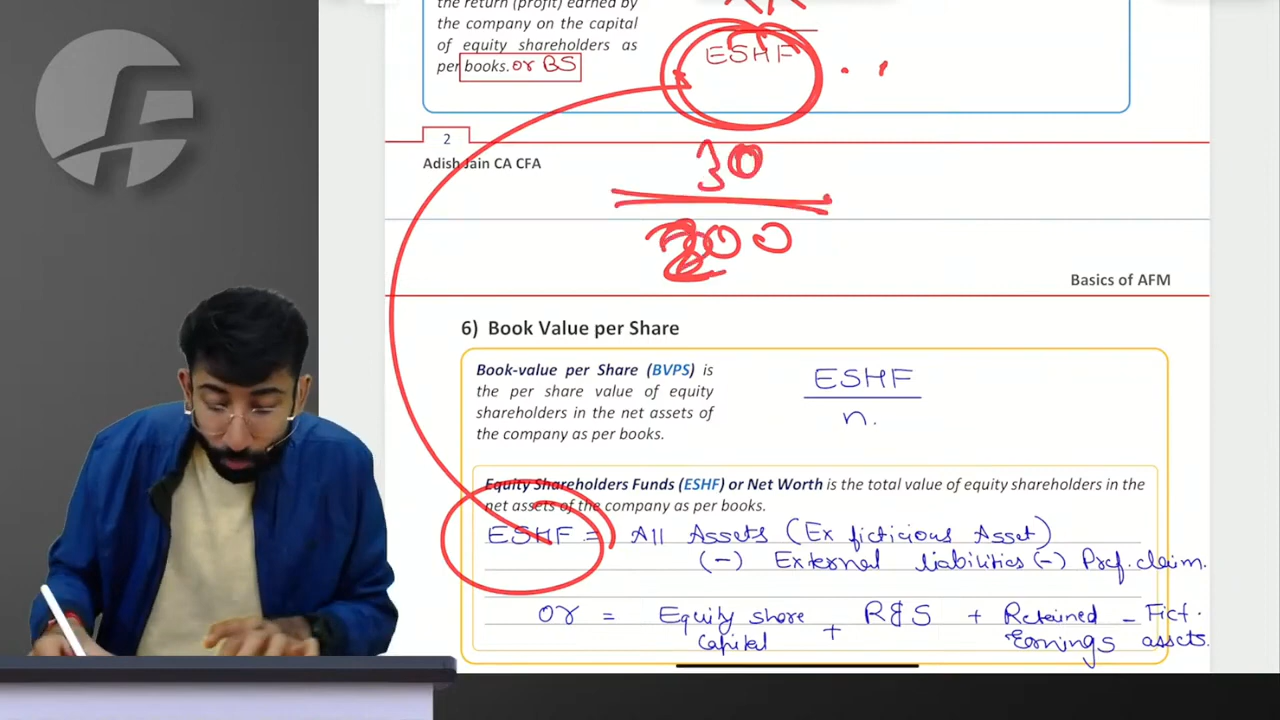 the return (profit) earned by
the company on the capital
of equity shareholders as
per books. or BS
ESHF
2
Adish Jain CA CFA
30
200
Basics of AFM
6) Book Value per Share
Book-value per Share (BVPS) is
the per share value of equity
shareholders in the net assets of
the company as per books.
ESHF
n.
Equity Shareholders Funds (ESHF) or Net Worth is the total value of equity shareholders in the
net assets of the company as per books.
ESHF = All Assets (Ex ficticious Asset)
(-) External liabilities (-) Pref. claim.
or = Equity share capital + R&S + Retained Earnings - Fict. assets.